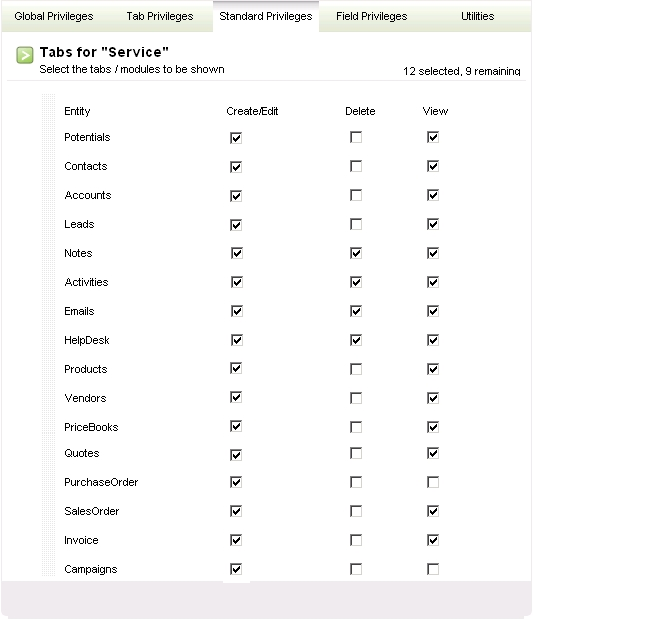 Global Privileges Tab Privileges Standard Privileges Field Privileges Utilities
Tabs for "Service"
Select the tabs / modules to be shown
12 selected, 9 remaining
Entity Create/Edit Delete View
Potentials
Contacts
Accounts
Leads
Notes
Activities
Emails
HelpDesk
Products
Vendors
PriceBooks
Quotes
PurchaseOrder
SalesOrder
Invoice
Campaigns